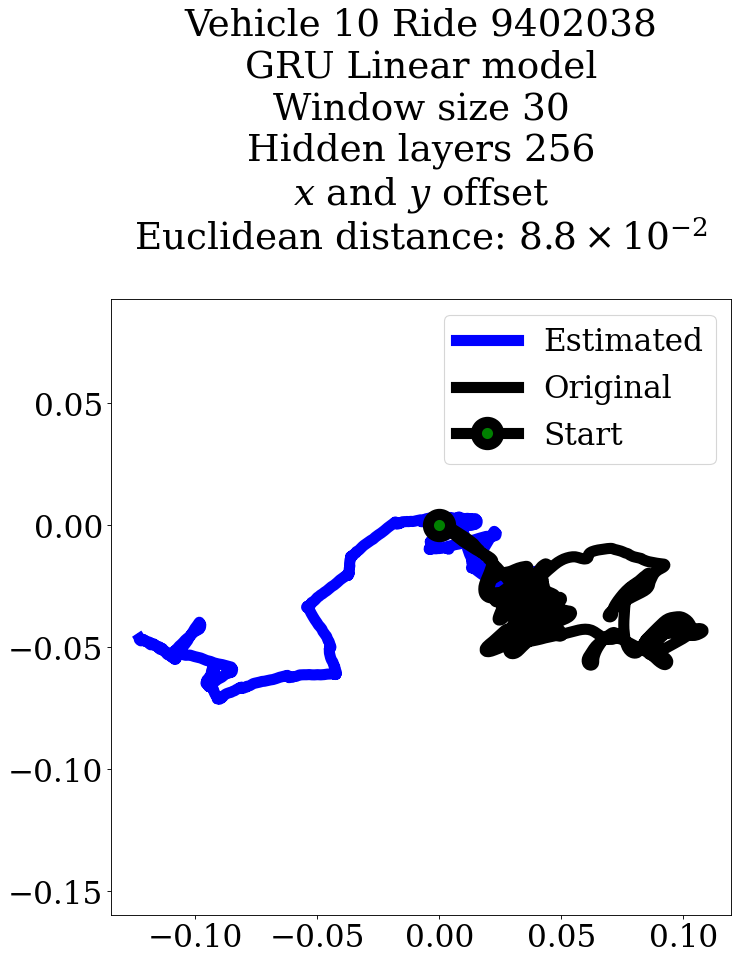 Vehicle 10 Ride 9402038
GRU Linear model
Window size 30
Hidden layers 256
x and y offset
Euclidean distance: 8.8 × 10⁻²
Estimated
Original
Start
0.05
0.00
−0.05
−0.10
−0.15
−0.10 −0.05 0.00 0.05 0.10